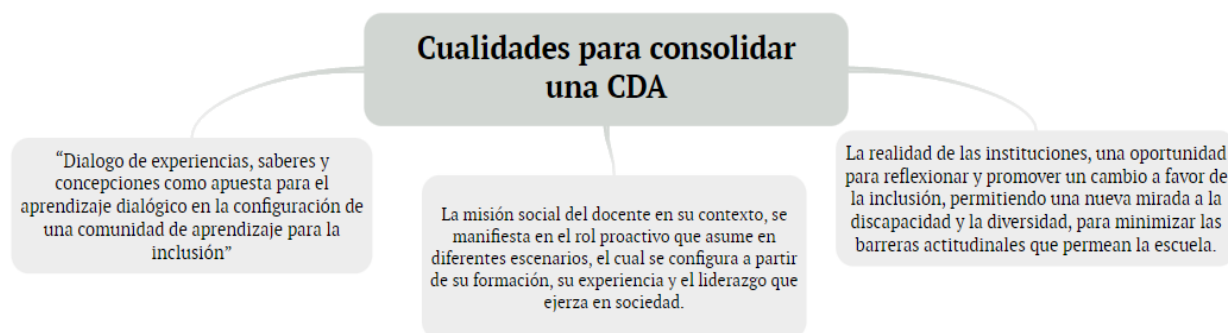 Cualidades para consolidar
una CDA
“Dialogo de experiencias, saberes y
concepciones como apuesta para el
aprendizaje dialógico en la configuración de
una comunidad de aprendizaje para la
inclusión”
La misión social del docente en su contexto, se
manifiesta en el rol proactivo que asume en
diferentes escenarios, el cual se configura a partir
de su formación, su experiencia y el liderazgo que
ejerza en sociedad.
La realidad de las instituciones, una oportunidad
para reflexionar y promover un cambio a favor de
la inclusión, permitiendo una nueva mirada a la
discapacidad y la diversidad, para minimizar las
barreras actitudinales que permean la escuela.